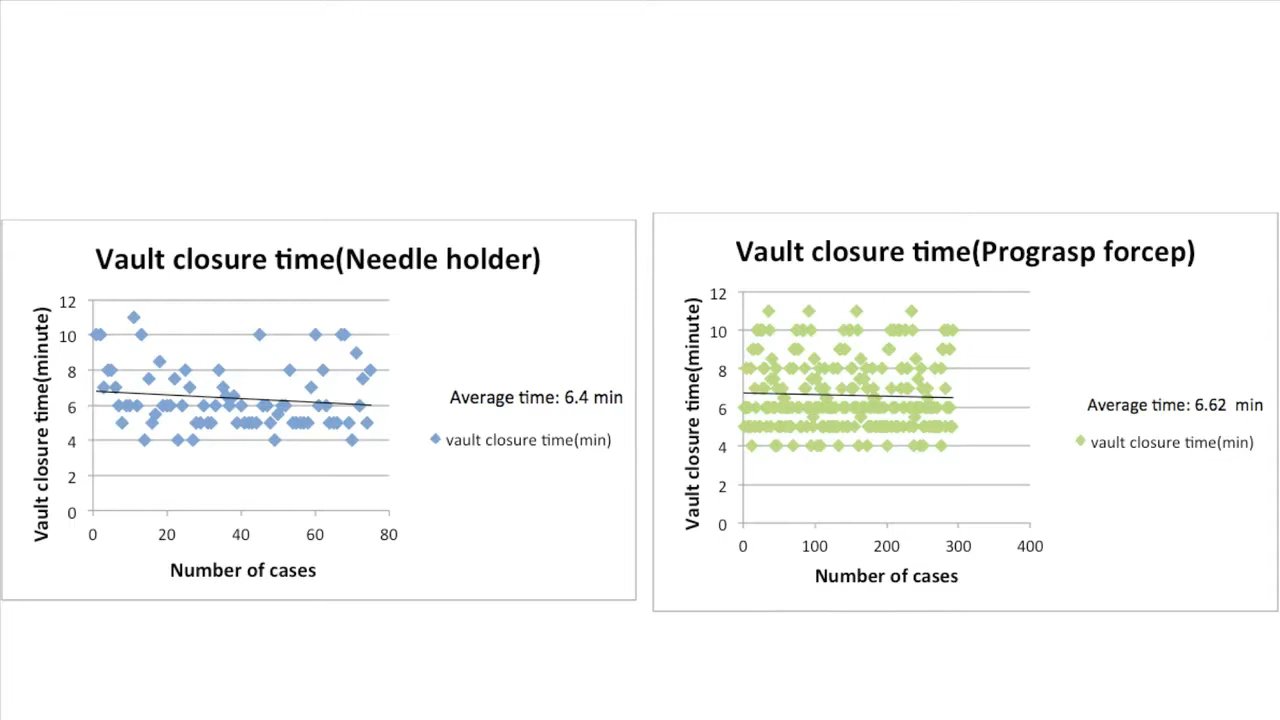 Vault closure time(Needle holder)
Vault closure time(minute)
12
10
8
6
4
2
0
0 20 40 60 80
Number of cases
Average time: 6.4 min
vault closure time(min)
Vault closure time(Prograsp forcep)
Vault closure time(minute)
12
10
8
6
4
2
0
0 100 200 300 400
Number of cases
Average time: 6.62 min
vault closure time(min)